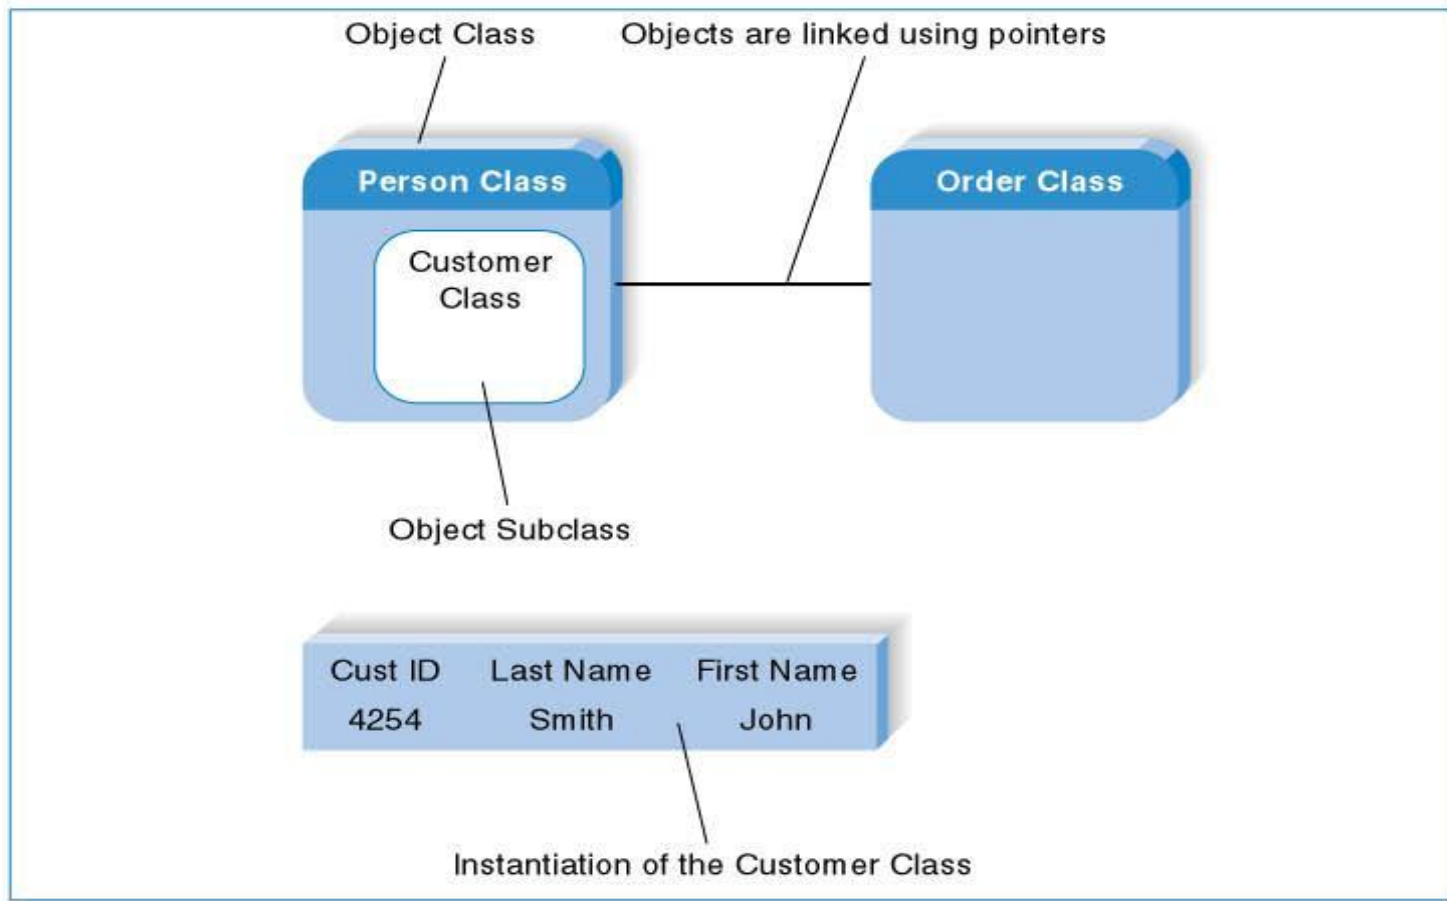 Object Class
Objects are linked using pointers
Person Class
Order Class
Customer
Class
Object Subclass
Cust ID Last Name First Name
4254 Smith John
Instantiation of the Customer Class